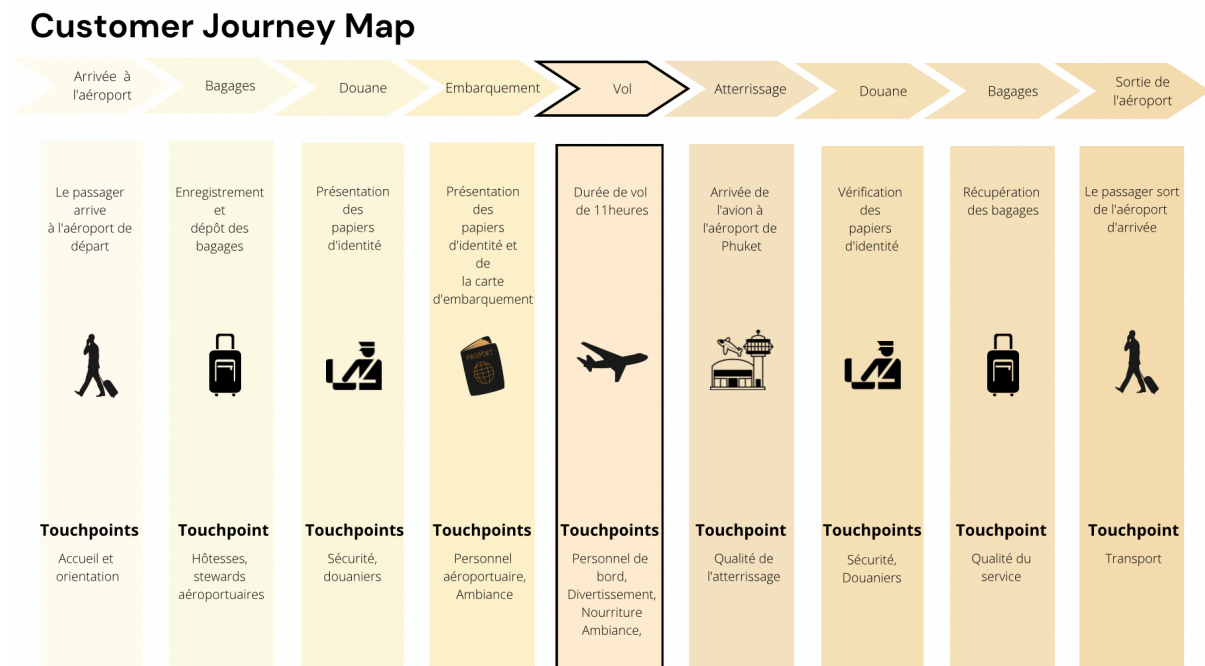 Customer Journey Map
Arrivée à
l'aéroport
Bagages
Douane
Embarquement
Vol
Atterrissage
Douane
Bagages
Sortie de
l'aéroport
Le passager
arrive
à l'aéroport de
départ
Enregistrement
et
dépôt des
bagages
Présentation
des
papiers
d'identité
Présentation
des
papiers
d'identité et
de
la carte
d'embarquement
Durée de vol
de 11heures
Arrivée de
l'avion à
l'aéroport de
Phuket
Vérification
des
papiers
d'identité
Récupération
des bagages
Le passager sort
de l'aéroport
d'arrivée
PASSPORT
Touchpoints
Accueil et
orientation
Touchpoint
Hôtesses,
stewards
aéroportuaires
Touchpoints
Sécurité,
douaniers
Touchpoints
Personnel
aéroportuaire,
Ambiance
Touchpoints
Personnel de
bord,
Divertissement,
Nourriture
Ambiance,
Touchpoint
Qualité de
l'atterrissage
Touchpoints
Sécurité,
Douaniers
Touchpoint
Qualité du
service
Touchpoint
Transport